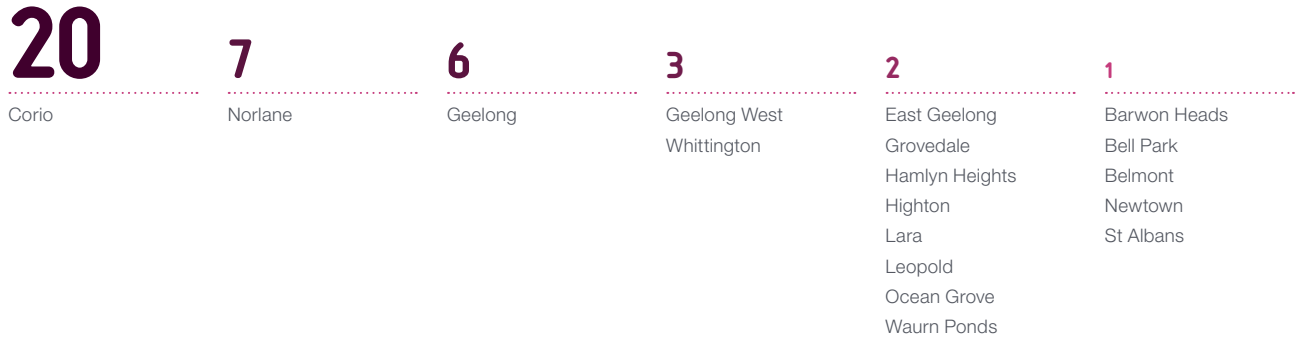 20
Corio
7
Norlane
6
Geelong
3
Geelong West
Whittington
2
East Geelong
Grovedale
Hamlyn Heights
Highton
Lara
Leopold
Ocean Grove
Waurn Ponds
1
Barwon Heads
Bell Park
Belmont
Newtown
St Albans